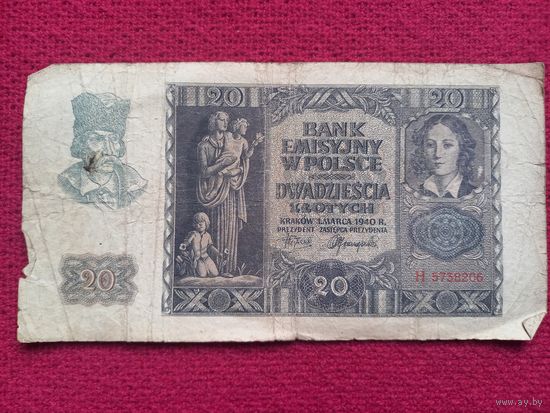 20
20
BANK
EMISYJNY
W POLSCE
DWADZIEŚCIA
ZŁOTYCH
KRAKÓW 1. MARCA 1940 R.
PREZYDENT ZASTĘPCA PREZYDENTA
20
20
H 5738206
www.ay.by